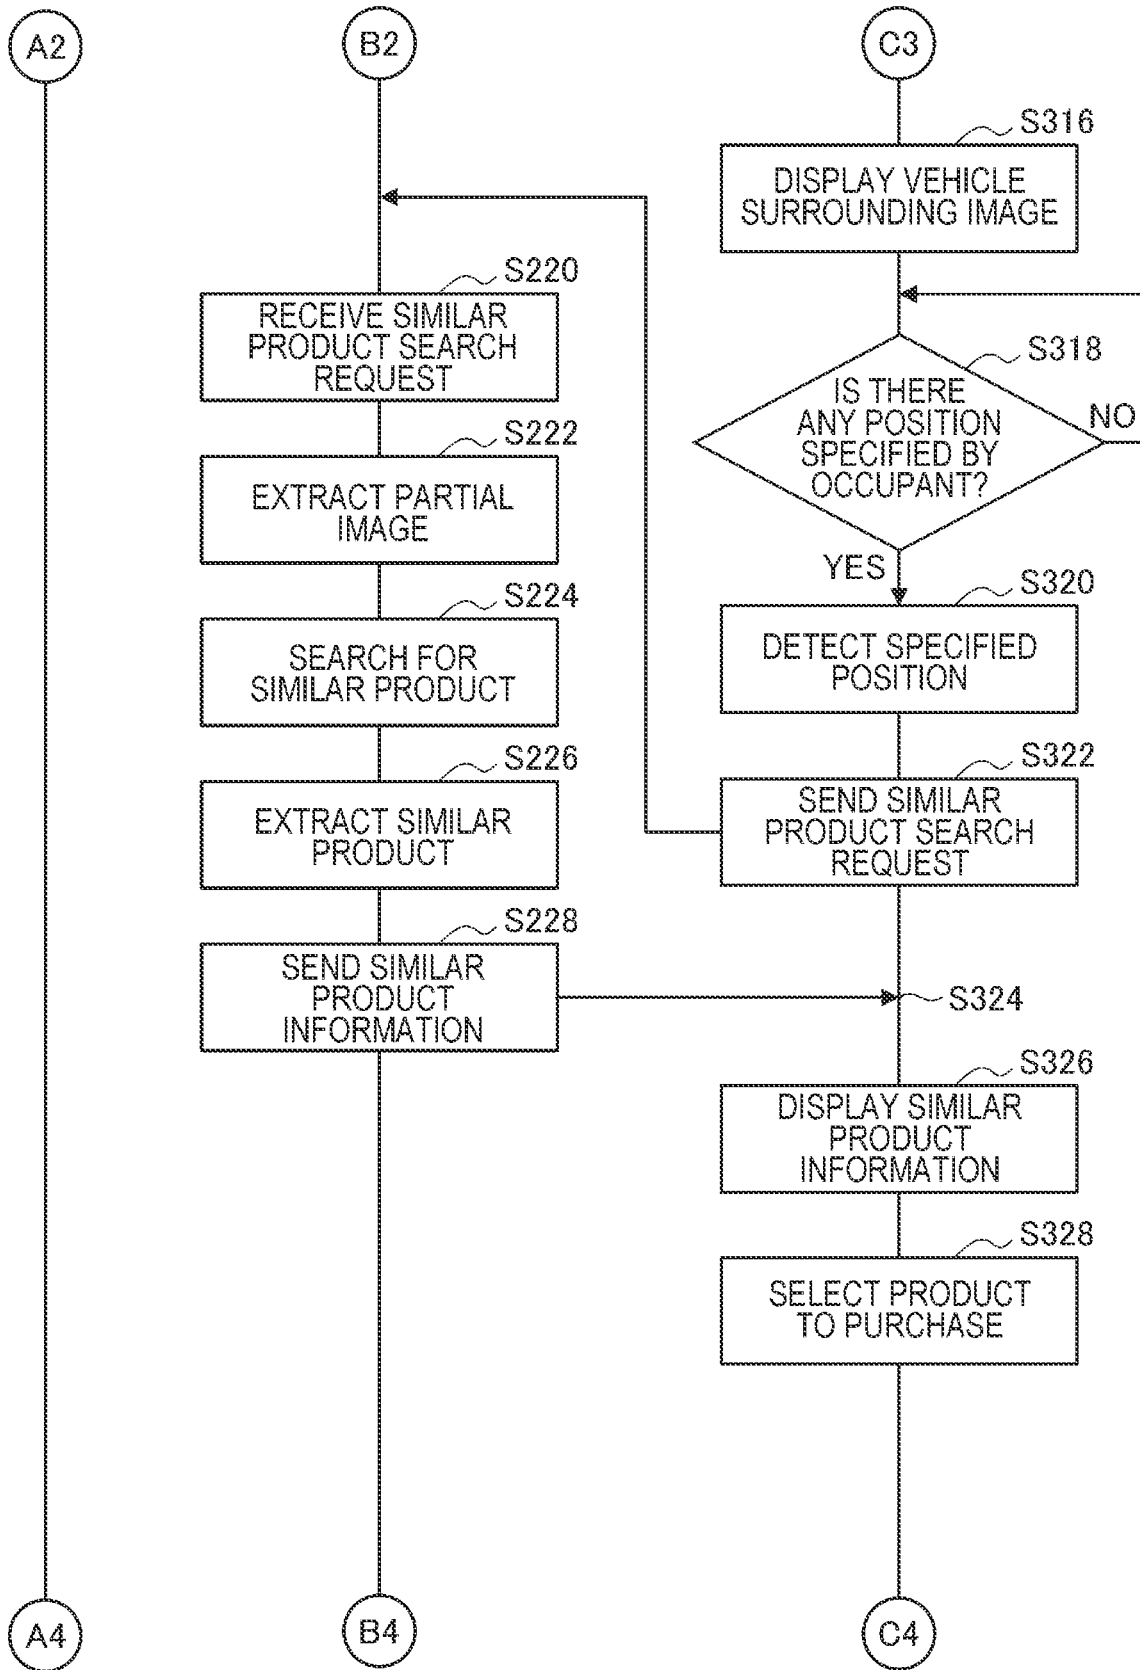 A2
B2
C3
S316
DISPLAY VEHICLE
SURROUNDING IMAGE
S220
RECEIVE SIMILAR
PRODUCT SEARCH
REQUEST
S318
IS THERE
ANY POSITION
SPECIFIED BY
OCCUPANT?
NO
YES
S222
EXTRACT PARTIAL
IMAGE
S320
DETECT SPECIFIED
POSITION
S224
SEARCH FOR
SIMILAR PRODUCT
S322
SEND SIMILAR
PRODUCT SEARCH
REQUEST
S226
EXTRACT SIMILAR
PRODUCT
S228
SEND SIMILAR
PRODUCT
INFORMATION
S324
S326
DISPLAY SIMILAR
PRODUCT
INFORMATION
S328
SELECT PRODUCT
TO PURCHASE
A4
B4
C4